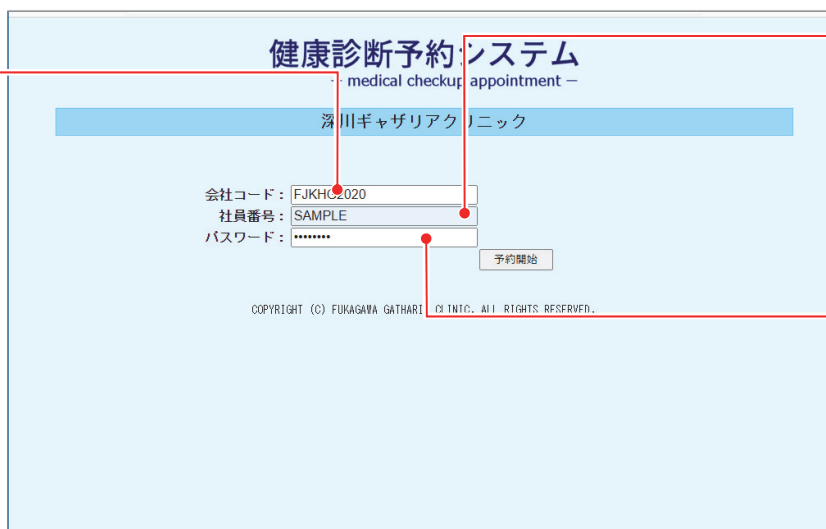 健康診断予約システム
― medical checkup appointment ―
深川ギャザリアクリニック
会社コード： FJKHO2020
社員番号： SAMPLE
パスワード： ••••••••
予約開始
COPYRIGHT (C) FUKAGAWA GATHARIA CLINIC. ALL RIGHTS RESERVED.